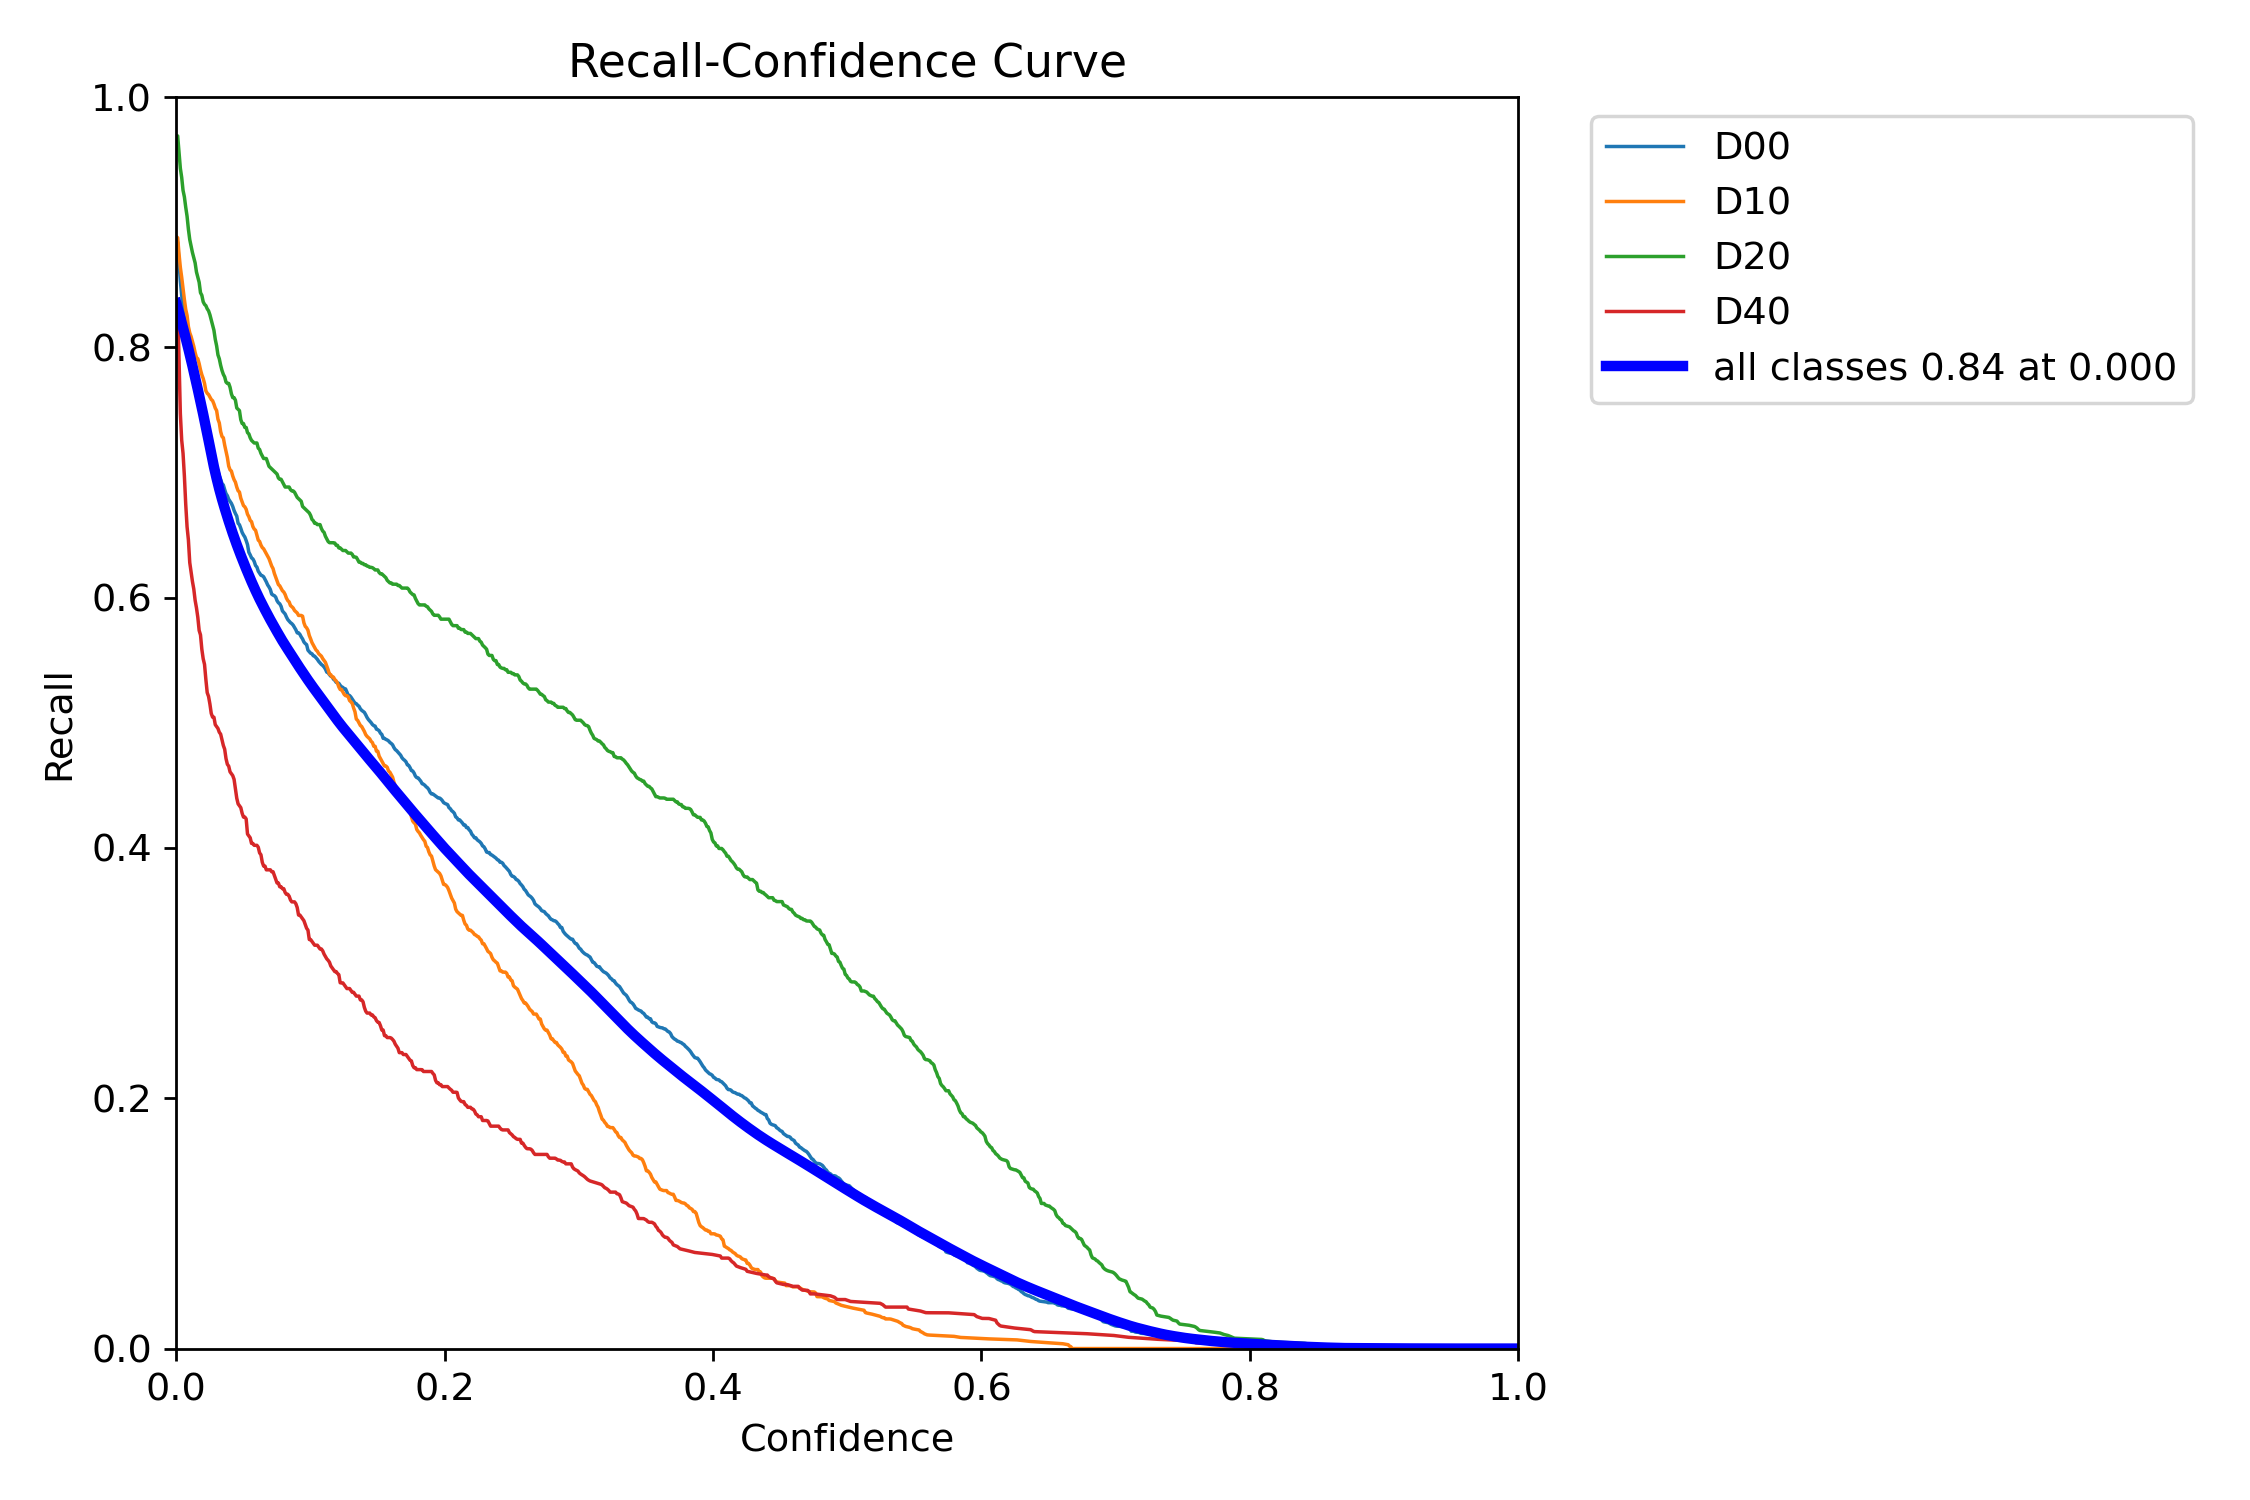 Recall-Confidence Curve
1.0
0.8
0.6
0.4
0.2
0.0
Recall
0.0 0.2 0.4 0.6 0.8 1.0
Confidence
D00
D10
D20
D40
all classes 0.84 at 0.000